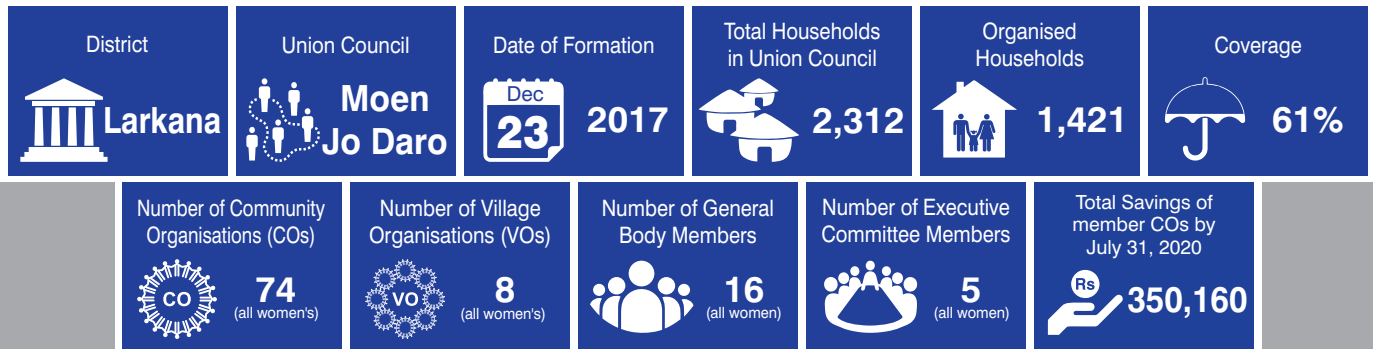 District
Larkana
Union Council
Moen
Jo Daro
Date of Formation
Dec
23
2017
Total Households
in Union Council
2,312
Organised
Households
1,421
Coverage
61%
Number of Community
Organisations (COs)
CO
74
(all women's)
Number of Village
Organisations (VOs)
VO
8
(all women's)
Number of General
Body Members
16
(all women)
Number of Executive
Committee Members
5
(all women)
Total Savings of
member COs by
July 31, 2020
Rs
350,160